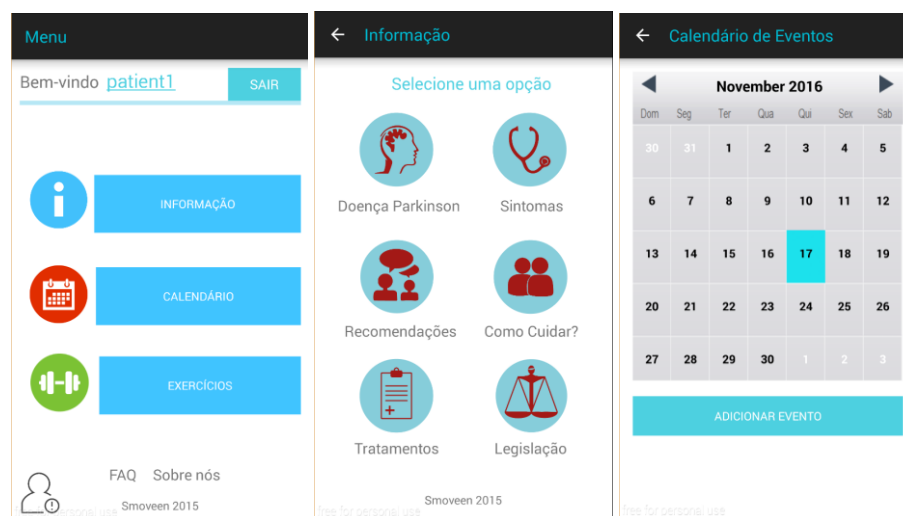 Menu
Bem-vindo patient1 SAIR
INFORMAÇÃO
CALENDÁRIO
EXERCÍCIOS
FAQ Sobre nós
Smoveen 2015
free for personal use
Informação
Selecione uma opção
Doença Parkinson Sintomas
Recomendações Como Cuidar?
Tratamentos Legislação
Smoveen 2015
free for personal use
Calendário de Eventos
November 2016
Dom Seg Ter Qua Qui Sex Sab
30 31 1 2 3 4 5
6 7 8 9 10 11 12
13 14 15 16 17 18 19
20 21 22 23 24 25 26
27 28 29 30 1 2 3
ADICIONAR EVENTO
free for personal use